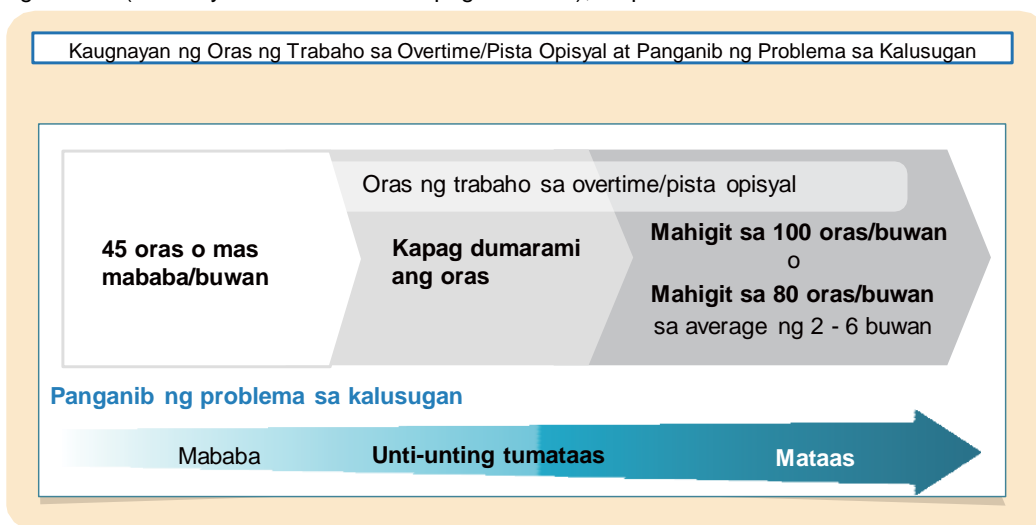 Kaugnayan ng Oras ng Trabaho sa Overtime/Pista Opisyal at Panganib ng Problema sa Kalusugan
Oras ng trabaho sa overtime/pista opisyal
45 oras o mas
mababa/buwan
Kapag dumarami
ang oras
Mahigit sa 100 oras/buwan
o
Mahigit sa 80 oras/buwan
sa average ng 2 - 6 buwan
Panganib ng problema sa kalusugan
Mababa
Unti-unting tumataas
Mataas